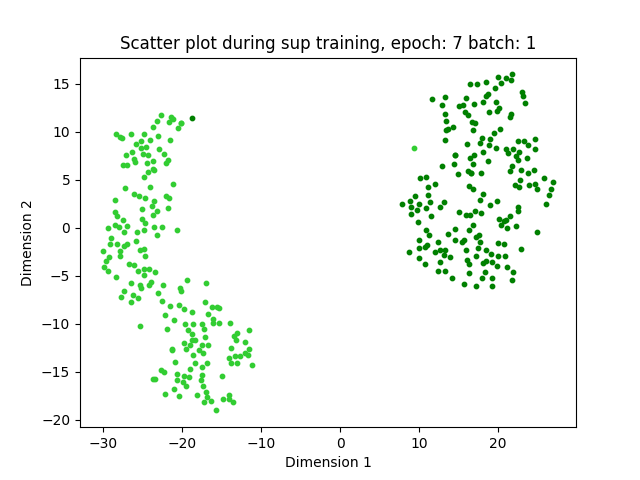 Scatter plot during sup training, epoch: 7 batch: 1
15
10
5
0
−5
−10
−15
−20
Dimension 2
−30 −20 −10 0 10 20
Dimension 1